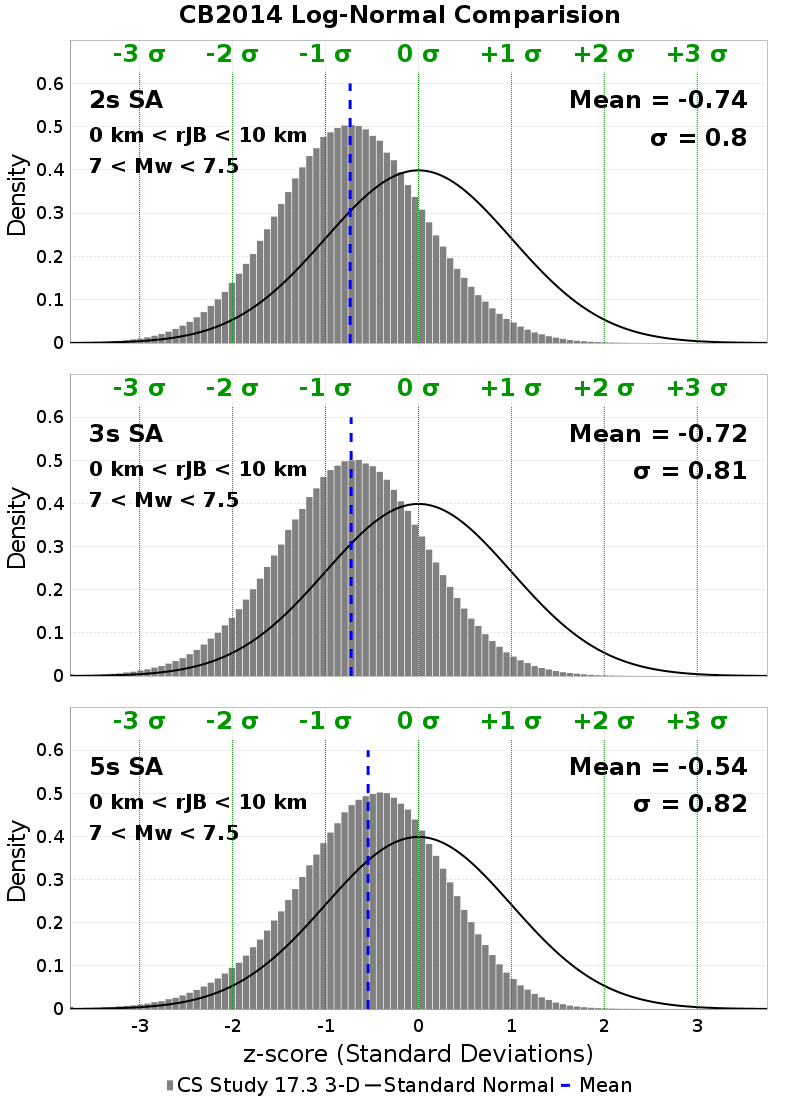 CB2014 Log-Normal Comparision
-3 σ -2 σ -1 σ 0 σ +1 σ +2 σ +3 σ
0.6
2s SA Mean = -0.74
0.5
0 km < rJB < 10 km σ = 0.8
7 < Mw < 7.5
0.4
0.3
0.2
0.1
0
Density
-3 σ -2 σ -1 σ 0 σ +1 σ +2 σ +3 σ
0.6
3s SA Mean = -0.72
0.5
0 km < rJB < 10 km σ = 0.81
7 < Mw < 7.5
0.4
0.3
0.2
0.1
0
Density
-3 σ -2 σ -1 σ 0 σ +1 σ +2 σ +3 σ
0.6
5s SA Mean = -0.54
0.5
0 km < rJB < 10 km σ = 0.82
7 < Mw < 7.5
0.4
0.3
0.2
0.1
0
Density
-3 -2 -1 0 1 2 3
z-score (Standard Deviations)
CS Study 17.3 3-D Standard Normal Mean